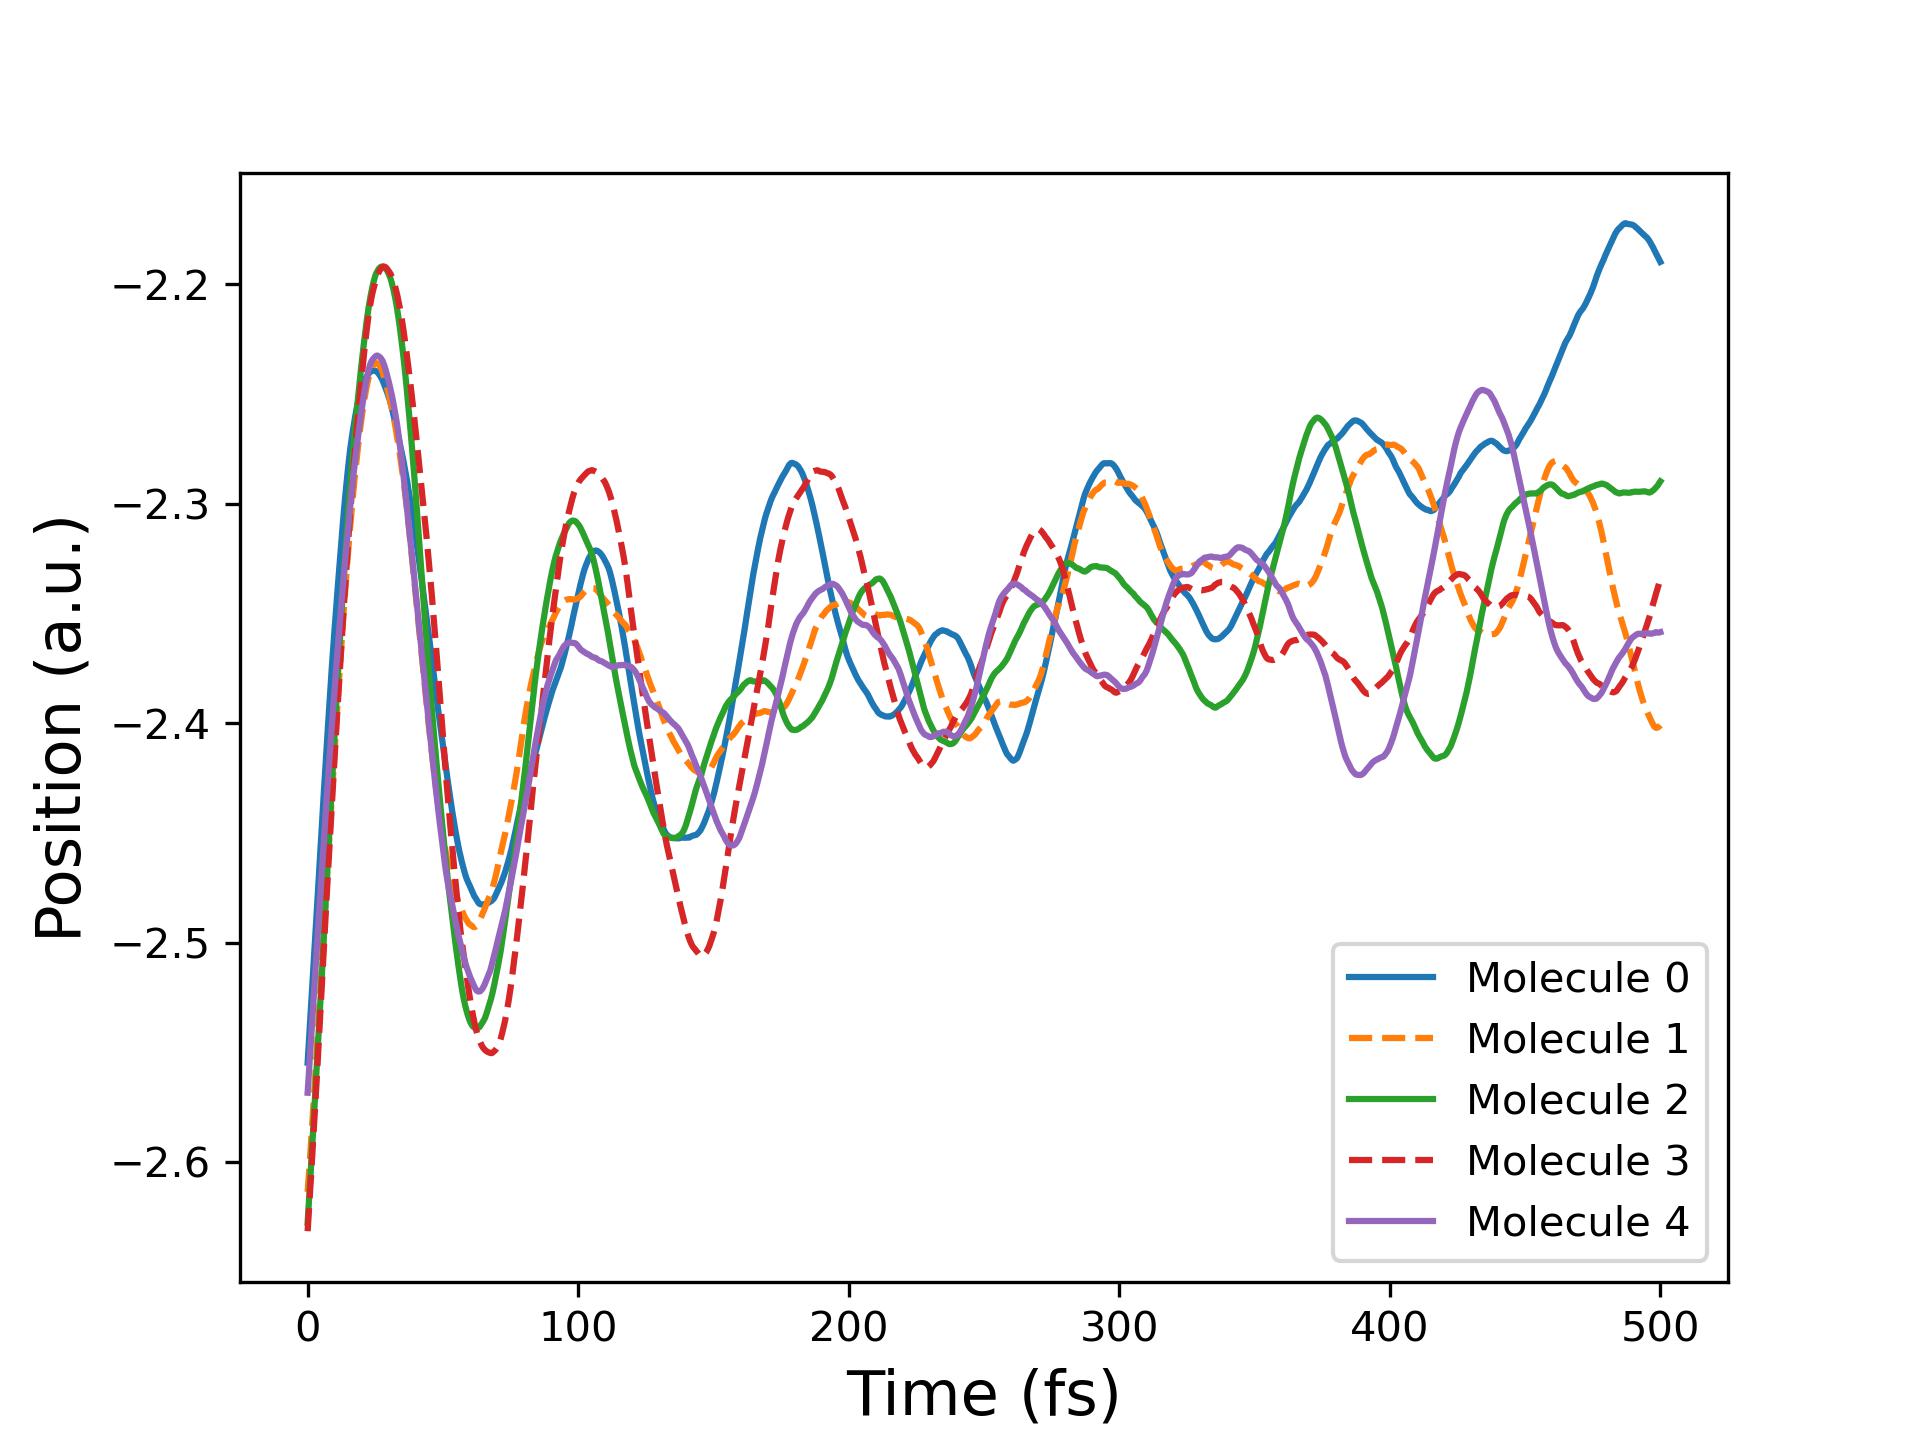 Position (a.u.)
−2.2
−2.3
−2.4
−2.5
−2.6
Molecule 0
Molecule 1
Molecule 2
Molecule 3
Molecule 4
0 100 200 300 400 500
Time (fs)